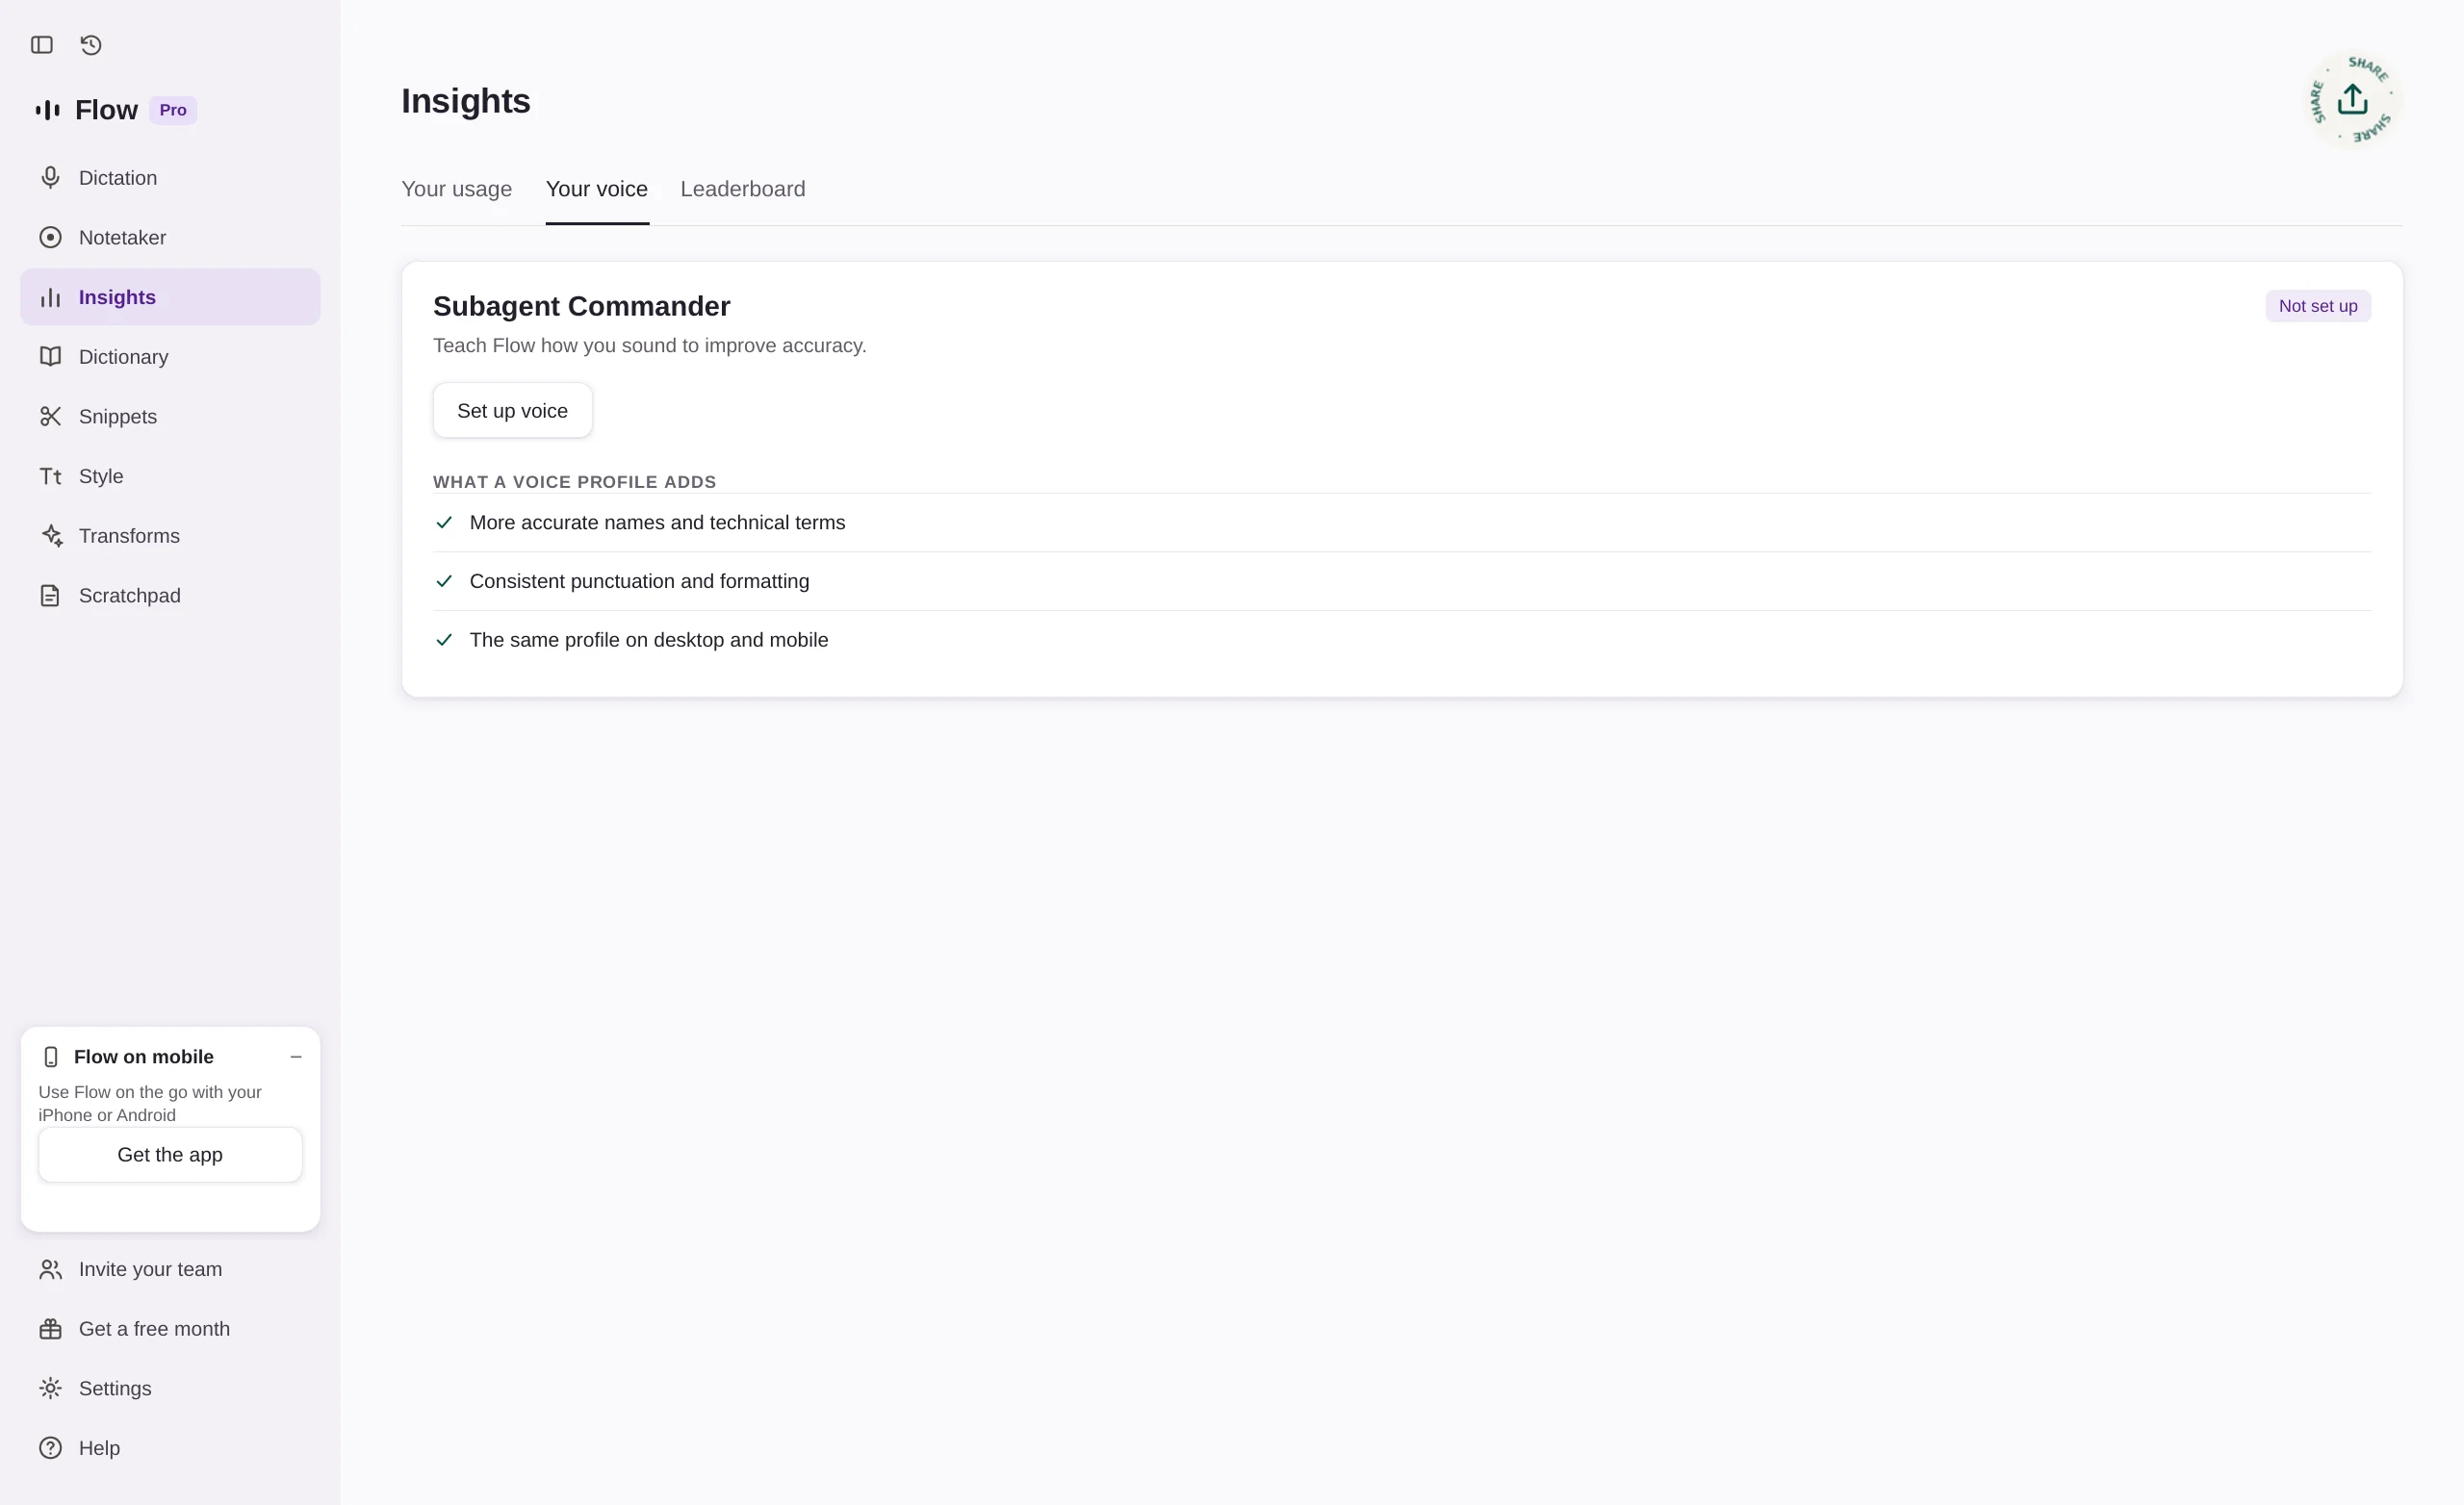 Flow Pro
Dictation
Notetaker
Insights
Dictionary
Snippets
Style
Transforms
Scratchpad
Flow on mobile
Use Flow on the go with your
iPhone or Android
Get the app
Invite your team
Get a free month
Settings
Help
Insights
SHARE · SHARE · SHARE ·
Your usage Your voice Leaderboard
Subagent Commander
Not set up
Teach Flow how you sound to improve accuracy.
Set up voice
WHAT A VOICE PROFILE ADDS
More accurate names and technical terms
Consistent punctuation and formatting
The same profile on desktop and mobile